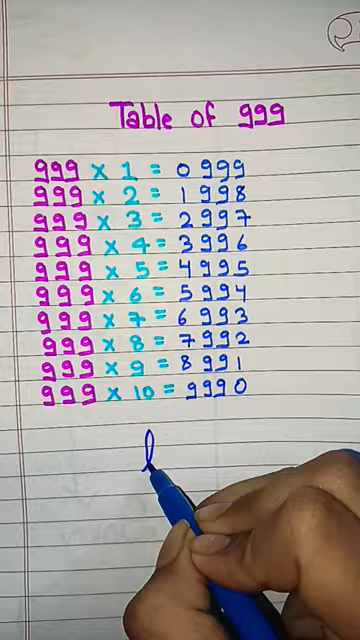 Table of 999
999 × 1 = 0999
999 × 2 = 1998
999 × 3 = 2997
999 × 4 = 3996
999 × 5 = 4995
999 × 6 = 5994
999 × 7 = 6993
999 × 8 = 7992
999 × 9 = 8991
999 × 10 = 9990